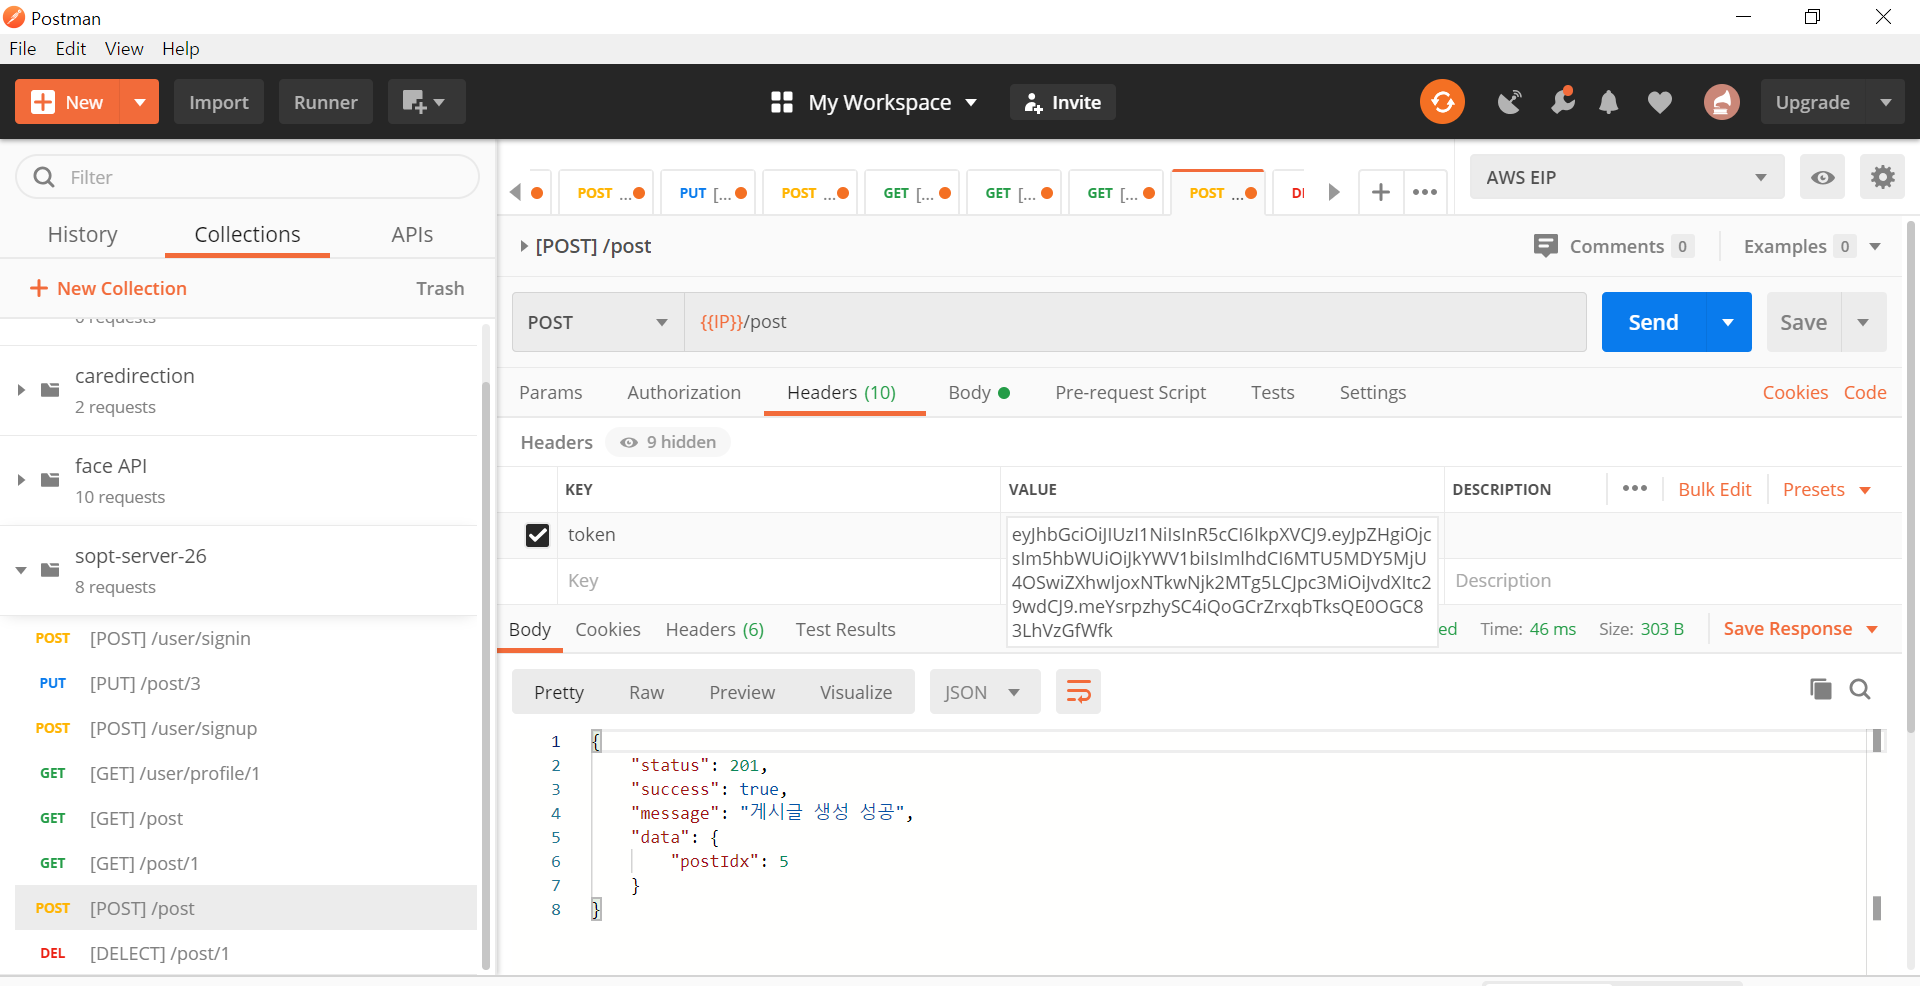 Postman
File Edit View Help
New Import Runner My Workspace Invite Upgrade
Filter
History Collections APIs
New Collection Trash
caredirection
2 requests
face API
10 requests
sopt-server-26
8 requests
POST [POST] /user/signin
PUT [PUT] /post/3
POST [POST] /user/signup
GET [GET] /user/profile/1
GET [GET] /post
GET [GET] /post/1
POST [POST] /post
DEL [DELECT] /post/1
POST ... PUT [... POST ... GET [... GET [... GET [... POST ...
AWS EIP
[POST] /post Comments 0 Examples 0
POST {{IP}}/post Send Save
Params Authorization Headers (10) Body Pre-request Script Tests Settings Cookies Code
Headers 9 hidden
KEY VALUE DESCRIPTION ••• Bulk Edit Presets
token
eyJhbGciOiJIUzI1NiIsInR5cCI6IkpXVCJ9.eyJpZHgiOjc
sIm5hbWUiOiJkYWV1biIsImlhdCI6MTU5MDY5MjU
4OSwiZXhwIjoxNTkwNjk2MTg5LCJpc3MiOiJvdXItc2
9wdCJ9.meYsrpzhySC4iQoGCrZrxqbTksQE0OGC8
3LhVzGfWfk
Key Description
Body Cookies Headers (6) Test Results ed Time: 46 ms Size: 303 B Save Response
Pretty Raw Preview Visualize JSON
1 {
2 "status": 201,
3 "success": true,
4 "message": "게시글 생성 성공",
5 "data": {
6 "postIdx": 5
7 }
8 }